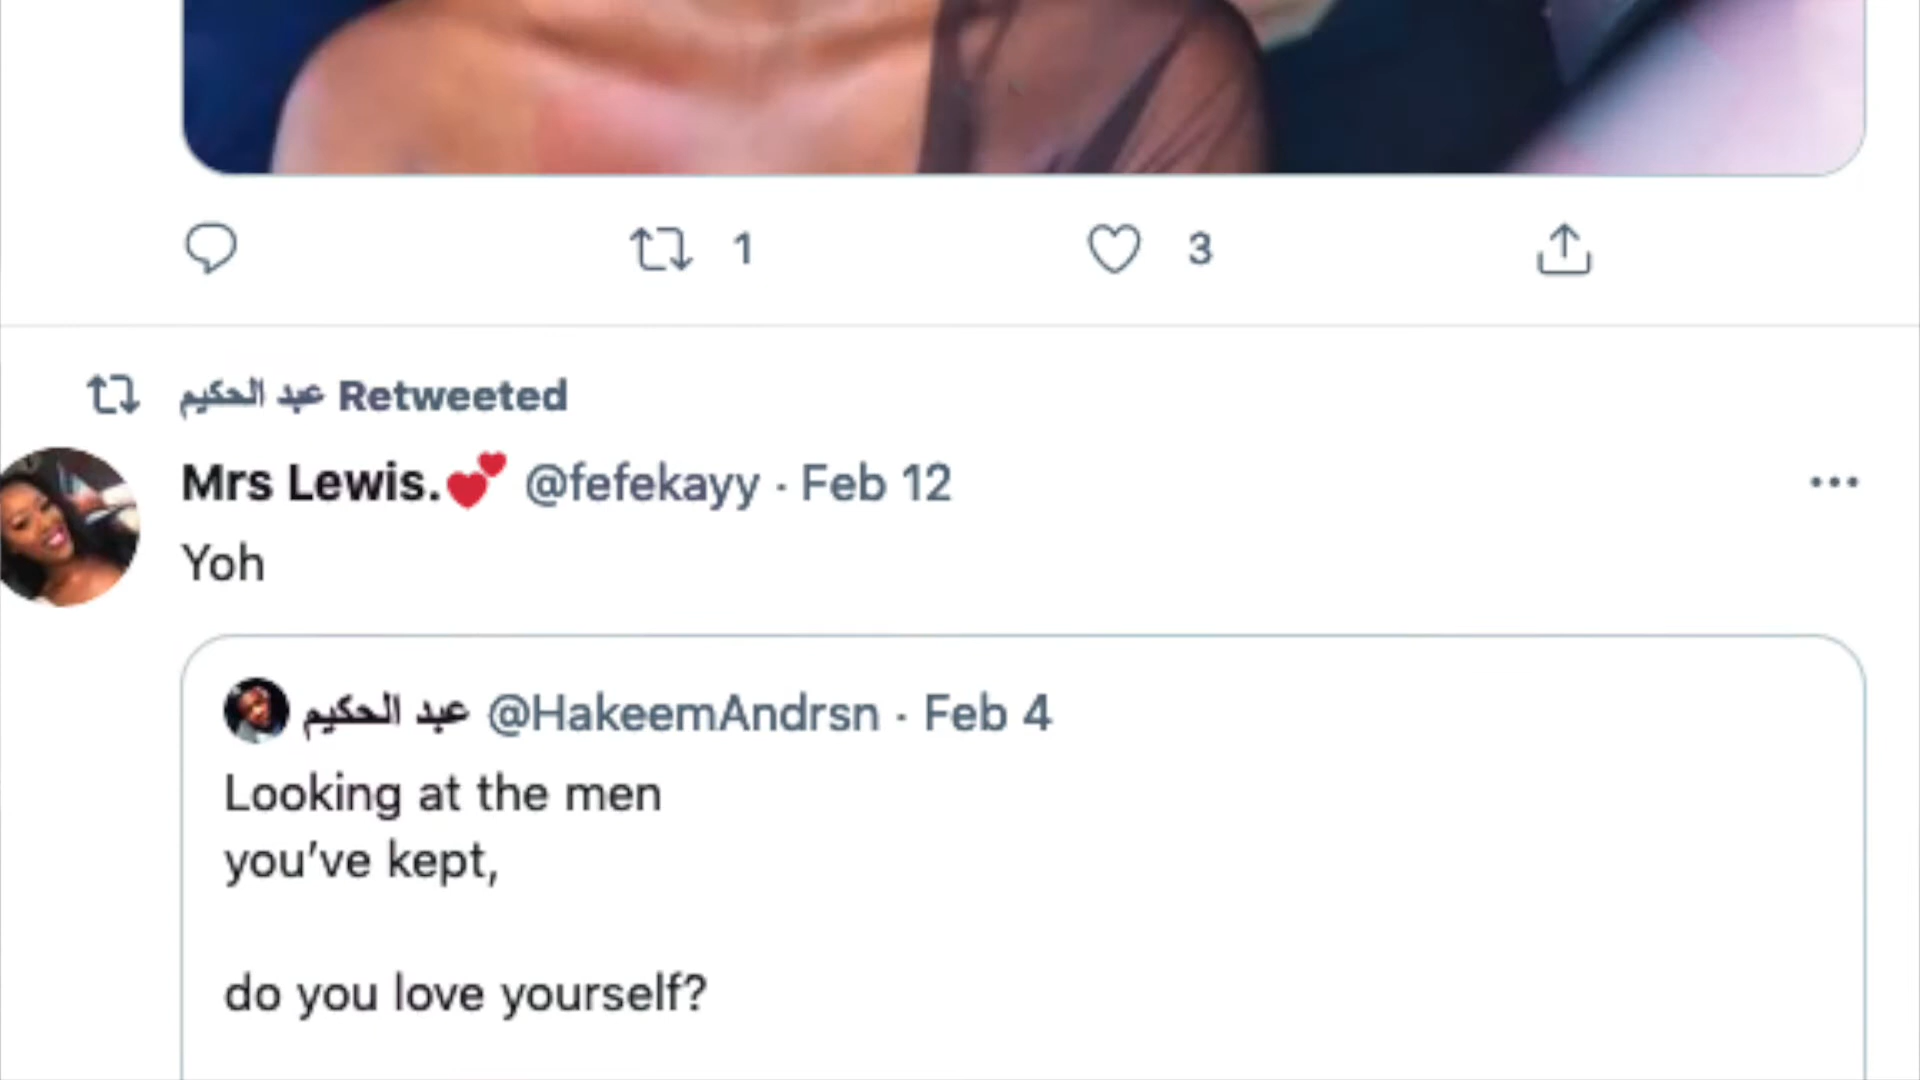 1 3
عبد الحكيم Retweeted
Mrs Lewis.💕 @fefekayy · Feb 12
Yoh
عبد الحكيم @HakeemAndrsn · Feb 4
Looking at the men
you’ve kept,
do you love yourself?